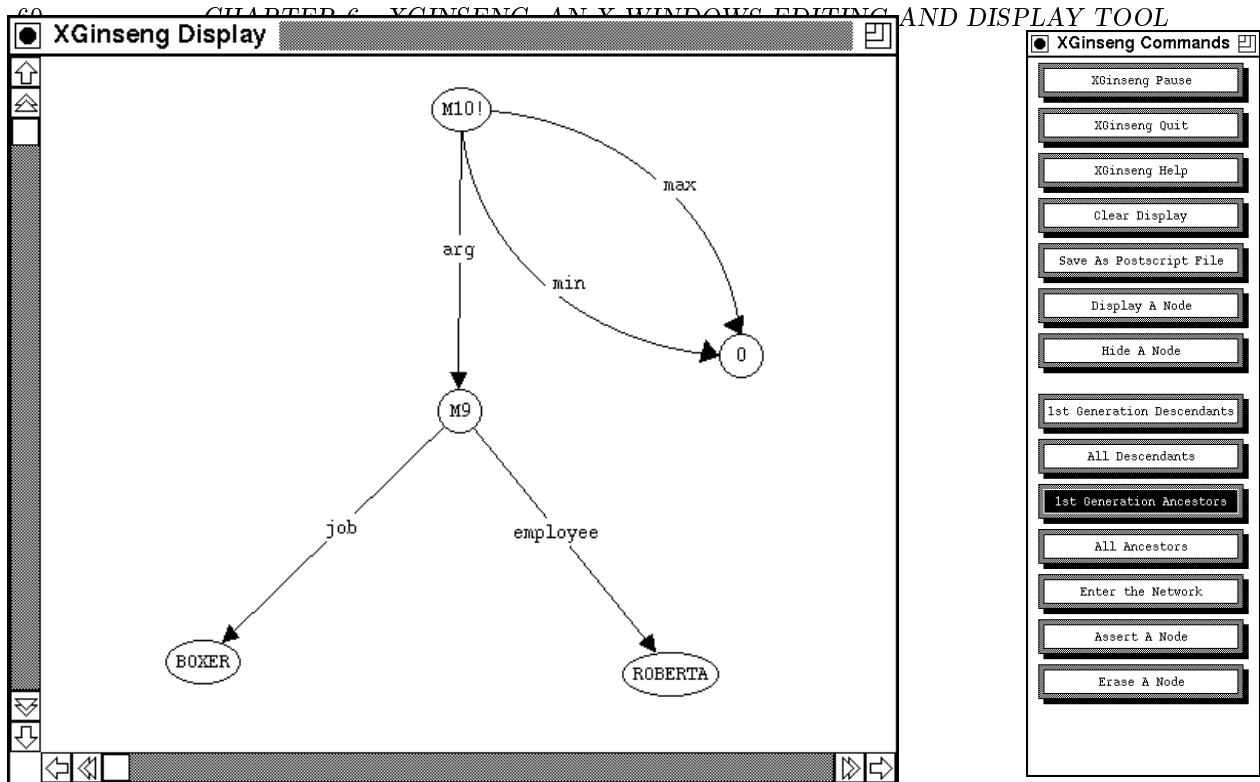 CHAPTER 6. XGINSENG, AN X WINDOWS EDITING AND DISPLAY TOOL
XGinseng Display
M10!
max
arg
min
0
M9
job
employee
BOXER
ROBERTA
XGinseng Commands
XGinseng Pause
XGinseng Quit
XGinseng Help
Clear Display
Save As Postscript File
Display A Node
Hide A Node
1st Generation Descendants
All Descendants
1st Generation Ancestors
All Ancestors
Enter the Network
Assert A Node
Erase A Node